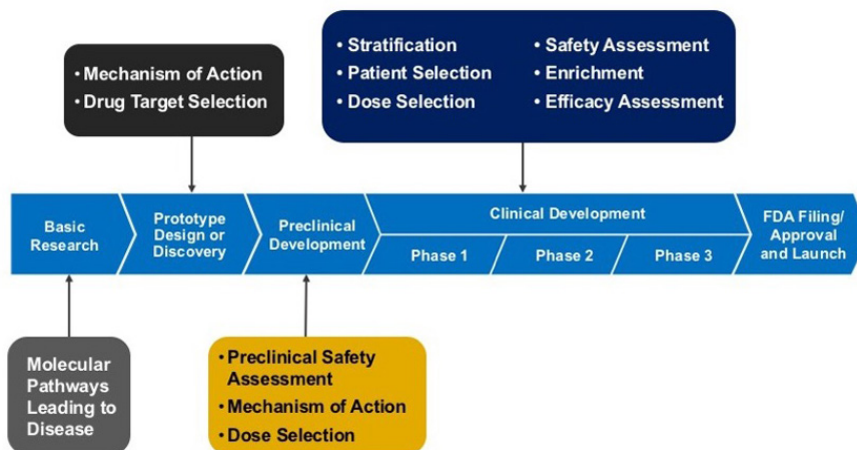 • Mechanism of Action
• Drug Target Selection
• Stratification
• Patient Selection
• Dose Selection
• Safety Assessment
• Enrichment
• Efficacy Assessment
Basic
Research
Prototype
Design or
Discovery
Preclinical
Development
Clinical Development
Phase 1
Phase 2
Phase 3
FDA Filing/
Approval
and Launch
Molecular
Pathways
Leading to
Disease
• Preclinical Safety
Assessment
• Mechanism of Action
• Dose Selection